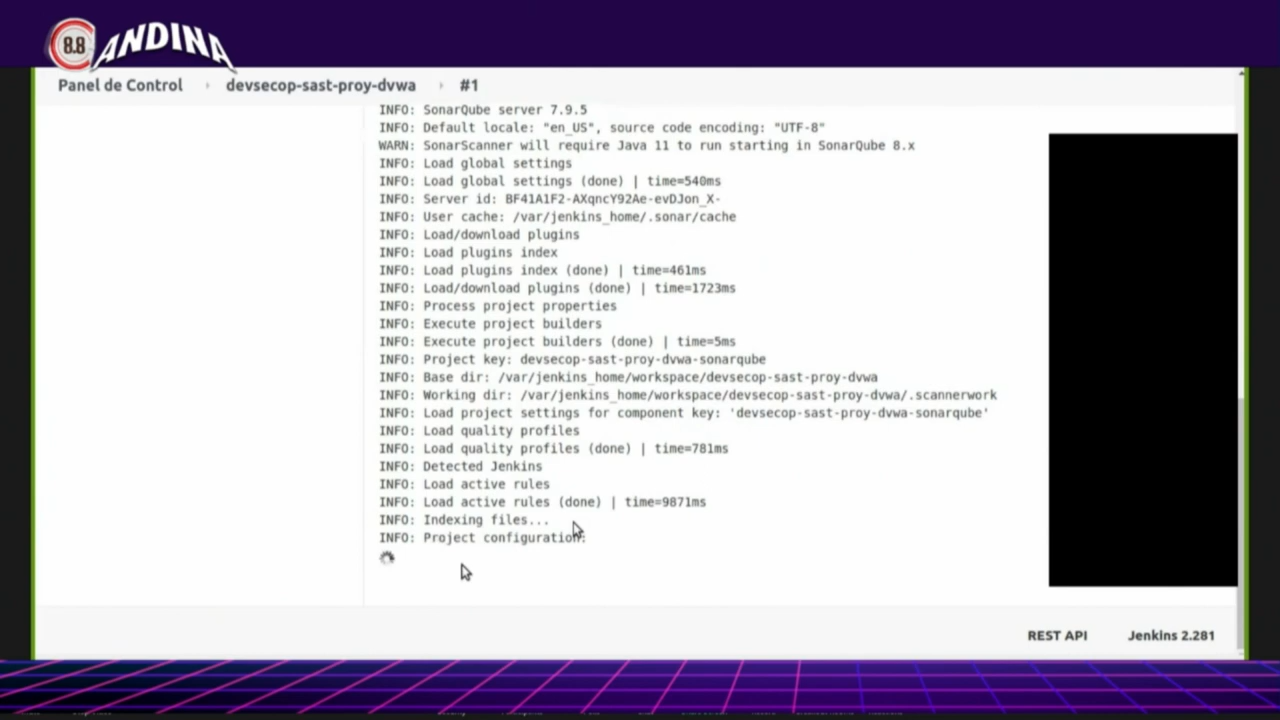 8.8 ANDINA
Panel de Control › devsecop-sast-proy-dvwa › #1
INFO: SonarQube server 7.9.5
INFO: Default locale: "en_US", source code encoding: "UTF-8"
WARN: SonarScanner will require Java 11 to run starting in SonarQube 8.x
INFO: Load global settings
INFO: Load global settings (done) | time=540ms
INFO: Server id: BF41A1F2-AXqncY92Ae-evDJon_X-
INFO: User cache: /var/jenkins_home/.sonar/cache
INFO: Load/download plugins
INFO: Load plugins index
INFO: Load plugins index (done) | time=461ms
INFO: Load/download plugins (done) | time=1723ms
INFO: Process project properties
INFO: Execute project builders
INFO: Execute project builders (done) | time=5ms
INFO: Project key: devsecop-sast-proy-dvwa-sonarqube
INFO: Base dir: /var/jenkins_home/workspace/devsecop-sast-proy-dvwa
INFO: Working dir: /var/jenkins_home/workspace/devsecop-sast-proy-dvwa/.scannerwork
INFO: Load project settings for component key: 'devsecop-sast-proy-dvwa-sonarqube'
INFO: Load quality profiles
INFO: Load quality profiles (done) | time=781ms
INFO: Detected Jenkins
INFO: Load active rules
INFO: Load active rules (done) | time=9871ms
INFO: Indexing files...
INFO: Project configuration:
REST API Jenkins 2.281